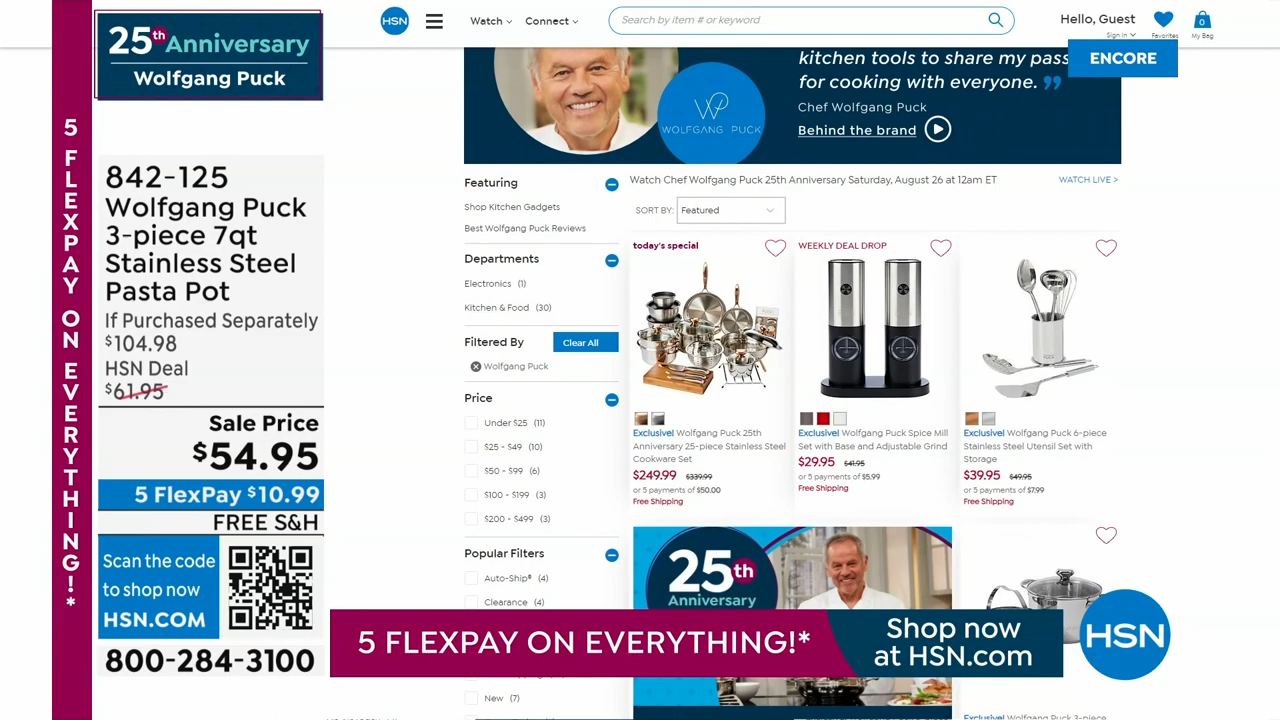 5 FLEXPAY ON EVERYTHING!*
25th Anniversary
Wolfgang Puck
842-125
Wolfgang Puck
3-piece 7qt
Stainless Steel
Pasta Pot
If Purchased Separately
$104.98
HSN Deal
$61.95
Sale Price
$54.95
5 FlexPay $10.99
FREE S&H
Scan the code
to shop now
HSN.COM
800-284-3100
HSN
Watch
Connect
Search by item # or keyword
Hello, Guest
Sign In
Favorites
0
My Bag
ENCORE
kitchen tools to share my pass
for cooking with everyone. ”
Chef Wolfgang Puck
Behind the brand
WP
WOLFGANG PUCK
Featuring
Shop Kitchen Gadgets
Best Wolfgang Puck Reviews
Departments
Electronics (1)
Kitchen & Food (30)
Filtered By
Clear All
Wolfgang Puck
Price
Under $25 (11)
$25 - $49 (10)
$50 - $99 (6)
$100 - $199 (3)
$200 - $499 (3)
Popular Filters
Auto-Ship® (4)
Clearance (4)
New (7)
Watch Chef Wolfgang Puck 25th Anniversary Saturday, August 26 at 12am ET
WATCH LIVE >
SORT BY:
Featured
today's special
Exclusive! Wolfgang Puck 25th
Anniversary 25-piece Stainless Steel
Cookware Set
$249.99 $339.99
or 5 payments of $50.00
Free Shipping
WEEKLY DEAL DROP
Exclusive! Wolfgang Puck Spice Mill
Set with Base and Adjustable Grind
$29.95 $41.95
or 5 payments of $5.99
Free Shipping
Exclusive! Wolfgang Puck 6-piece
Stainless Steel Utensil Set with
Storage
$39.95 $49.95
or 5 payments of $7.99
Free Shipping
25th
Anniversary
5 FLEXPAY ON EVERYTHING!*
Shop now
at HSN.com
HSN
Exclusive! Wolfgang Puck 3-piece